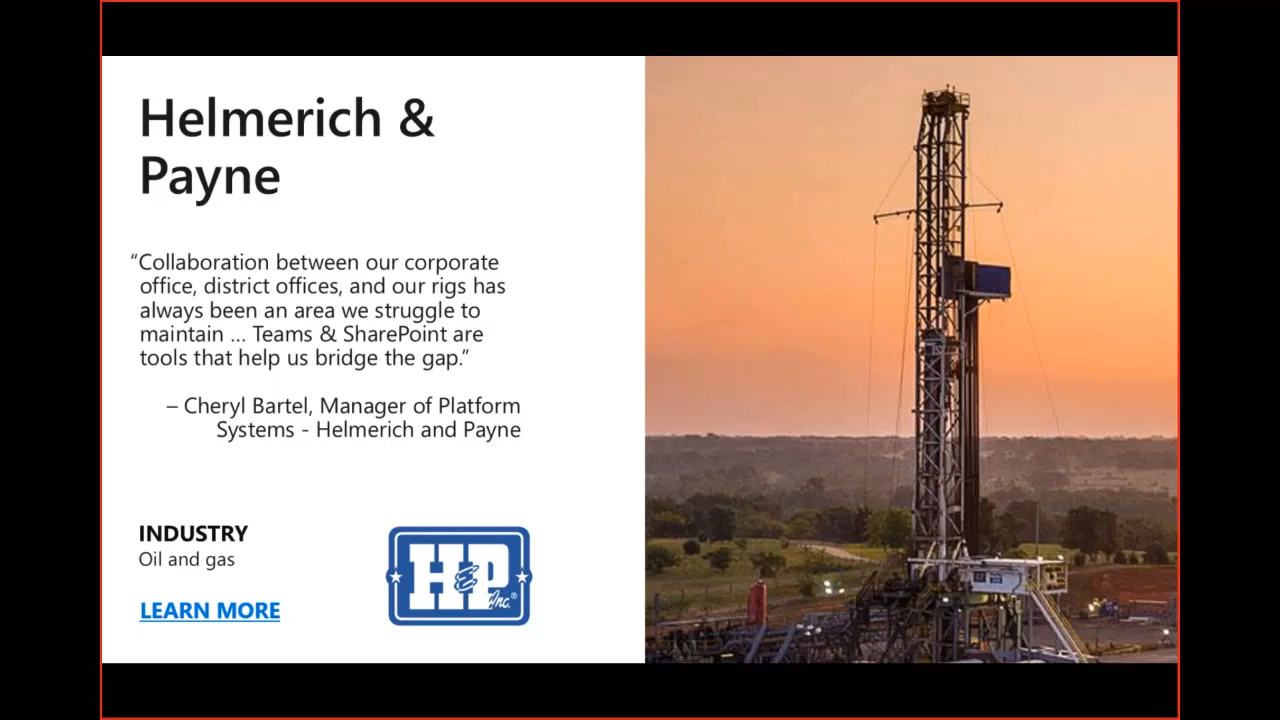 Helmerich &
Payne
“Collaboration between our corporate
office, district offices, and our rigs has
always been an area we struggle to
maintain ... Teams & SharePoint are
tools that help us bridge the gap.”
– Cheryl Bartel, Manager of Platform
Systems - Helmerich and Payne
INDUSTRY
Oil and gas
H&P
Inc.®
LEARN MORE